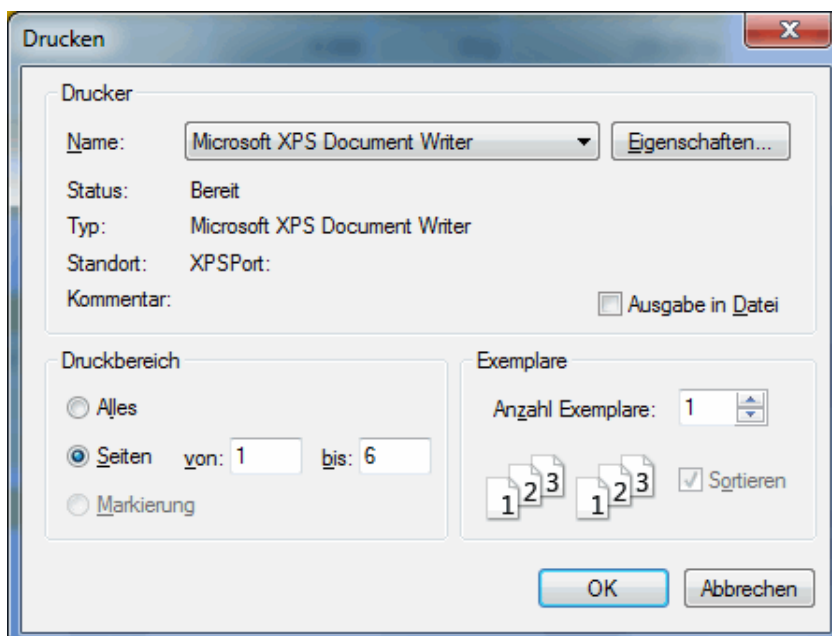 Drucken
Drucker
Name: Microsoft XPS Document Writer Eigenschaften...
Status: Bereit
Typ: Microsoft XPS Document Writer
Standort: XPSPort:
Kommentar:
Ausgabe in Datei
Druckbereich
Alles
Seiten von: 1 bis: 6
Markierung
Exemplare
Anzahl Exemplare: 1
1 2 3 1 2 3 Sortieren
OK Abbrechen